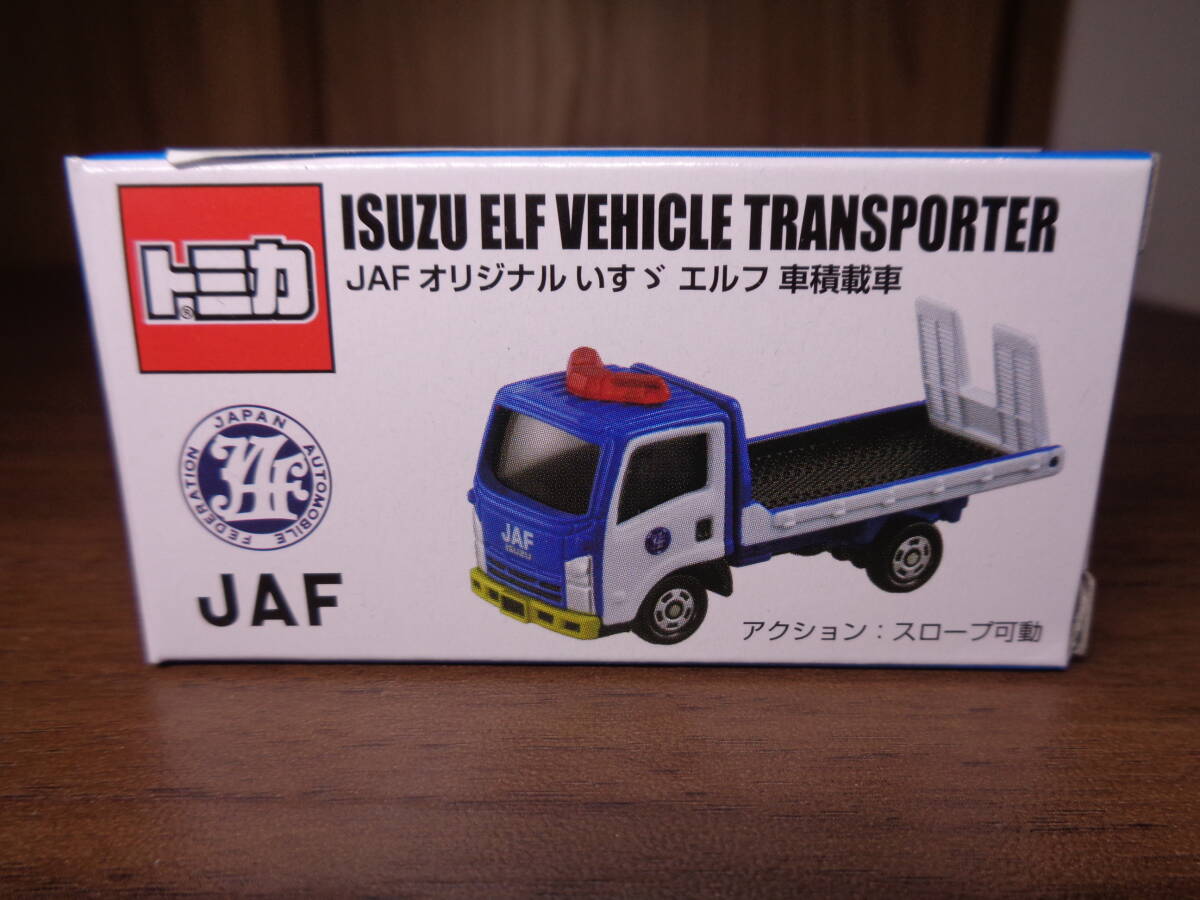 ISUZU ELF VEHICLE TRANSPORTER
トミカ®
JAF オリジナル いすゞ エルフ 車積載車
JAPAN AUTOMOBILE FEDERATION
JAF
JAF
JAF
ISUZU
アクション：スロープ可動